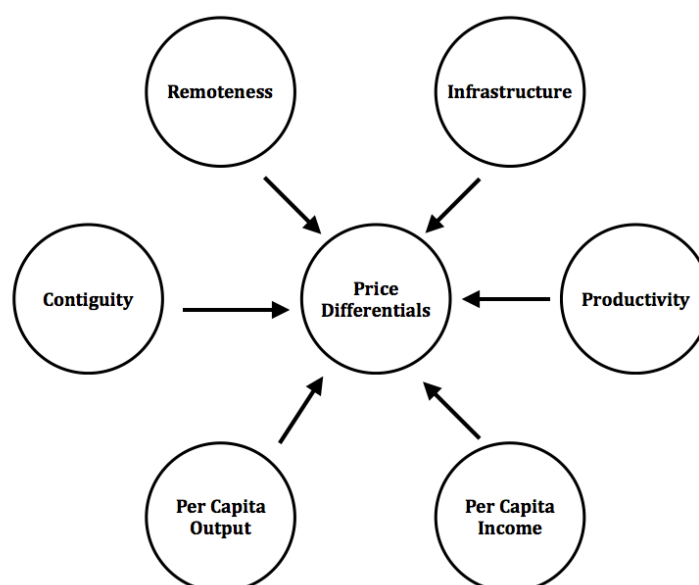 Remoteness
Infrastructure
Contiguity
Price
Differentials
Productivity
Per Capita
Output
Per Capita
Income